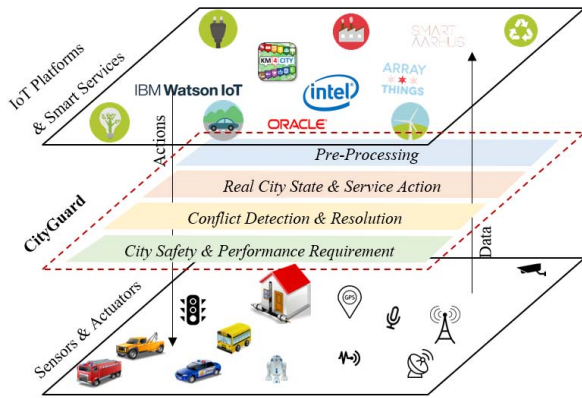 IoT Platforms
& Smart Services
SMART
AARHUS
KM4CITY
IBM Watson IoT
intel
ARRAY
THINGS
ORACLE
Actions
Pre-Processing
Real City State & Service Action
Conflict Detection & Resolution
City Safety & Performance Requirement
CityGuard
Data
Sensors & Actuators
GPS